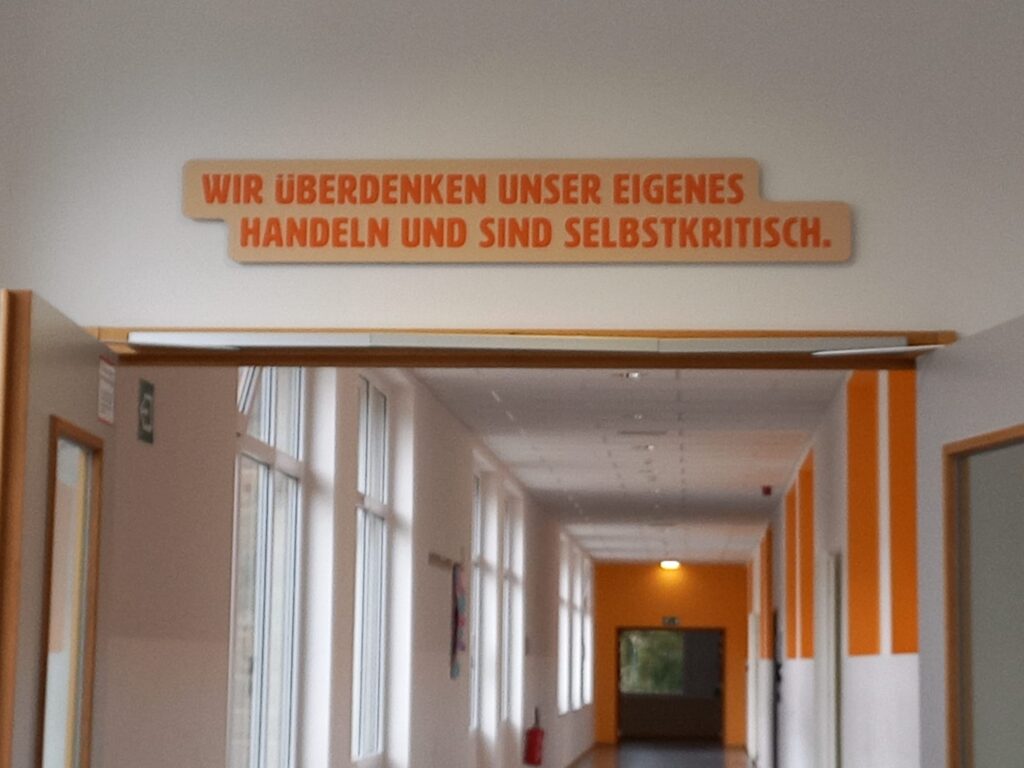 WIR ÜBERDENKEN UNSER EIGENES
HANDELN UND SIND SELBSTKRITISCH.